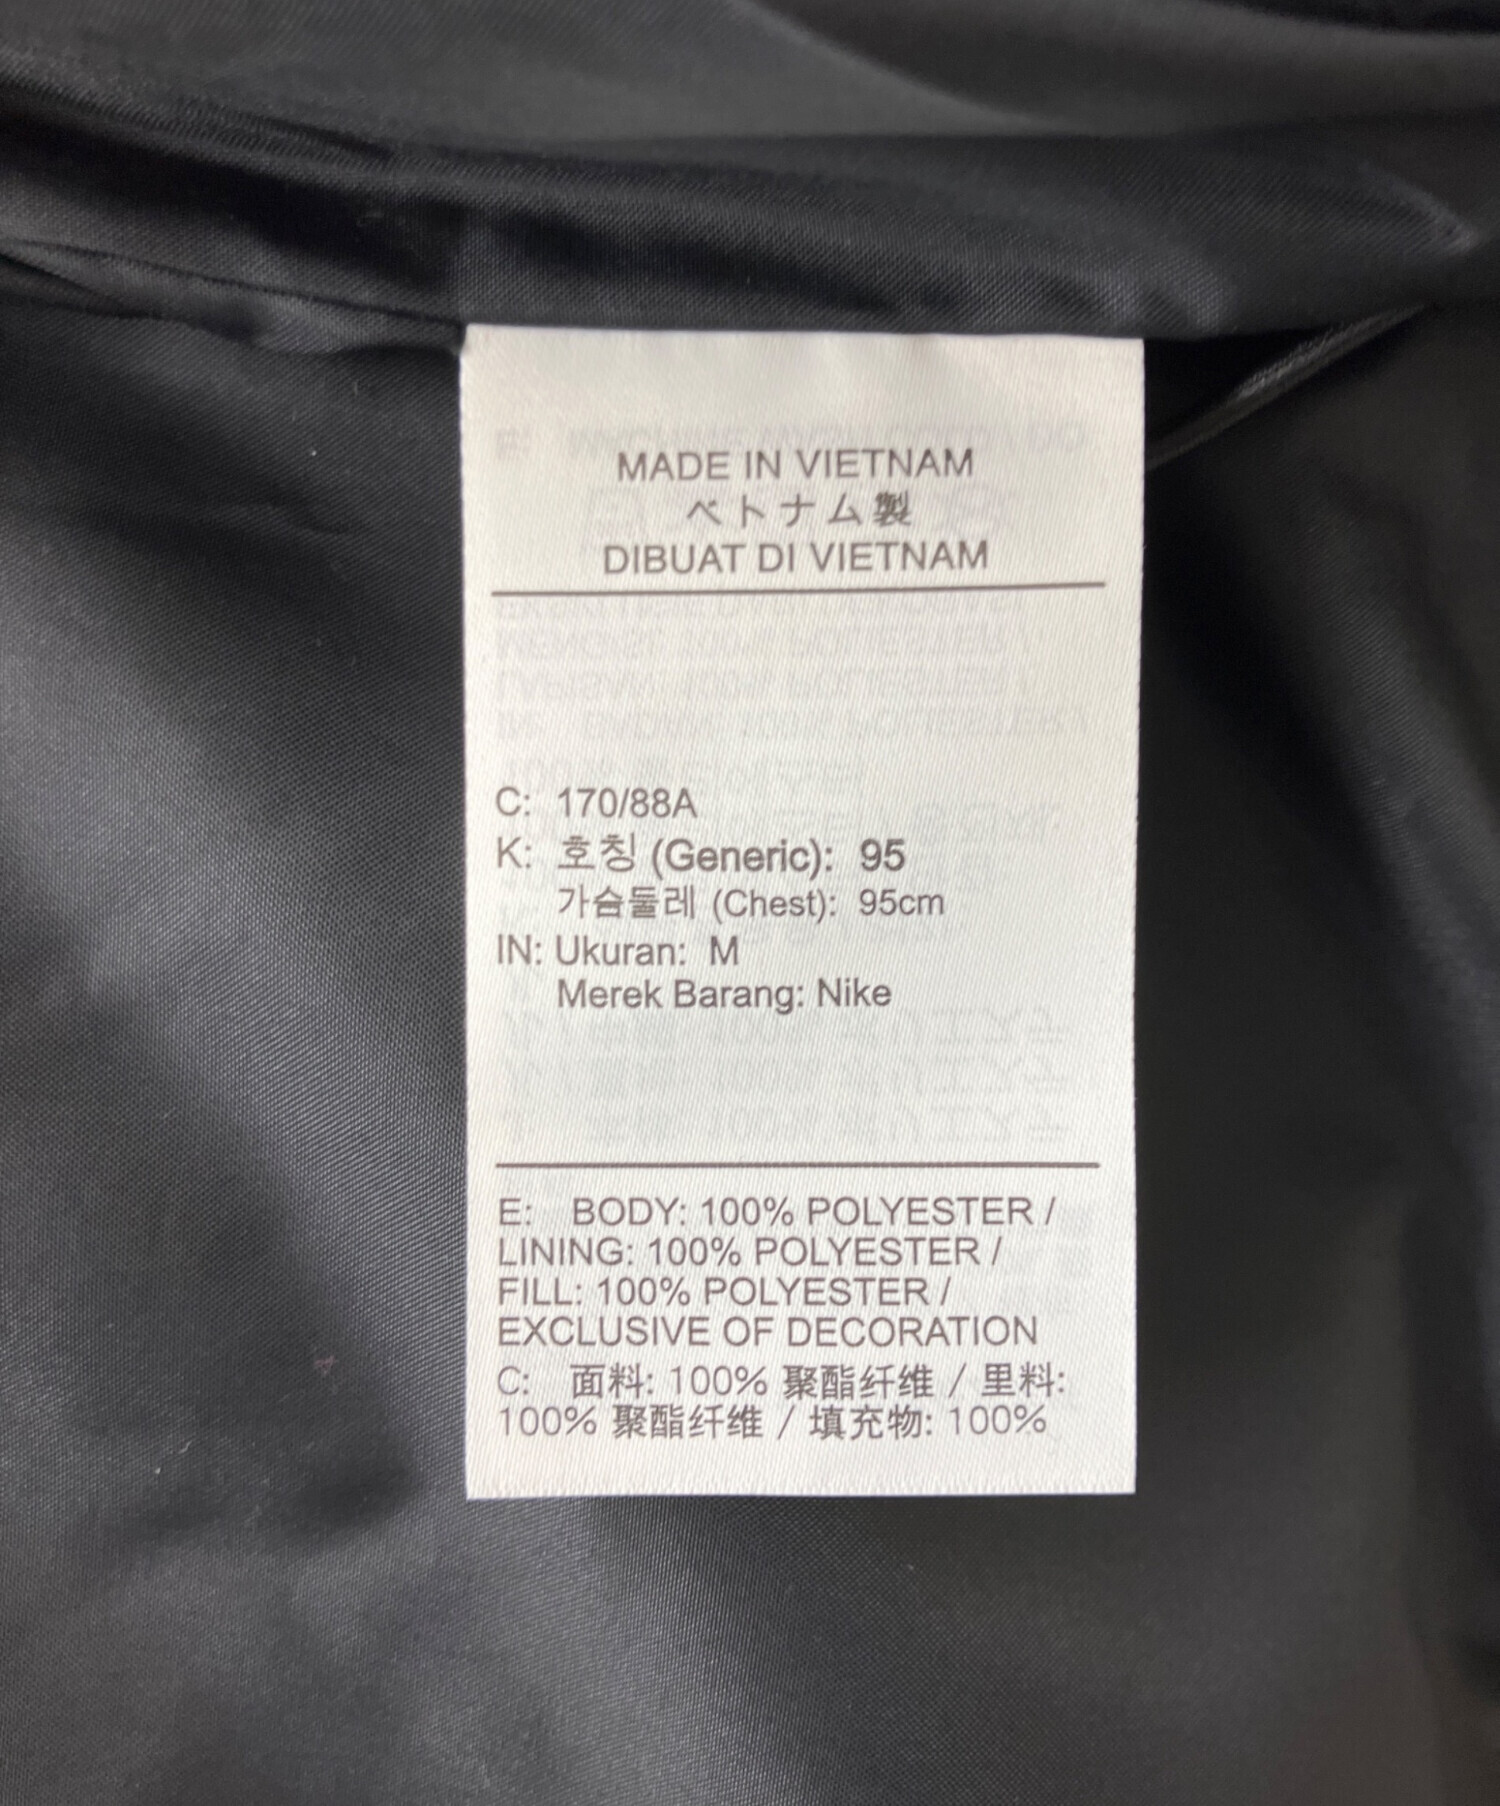 MADE IN VIETNAM
ベトナム製
DIBUAT DI VIETNAM
C: 170/88A
K: 호칭 (Generic): 95
가슴둘레 (Chest): 95cm
IN: Ukuran: M
Merek Barang: Nike
E: BODY: 100% POLYESTER /
LINING: 100% POLYESTER /
FILL: 100% POLYESTER /
EXCLUSIVE OF DECORATION
C: 面料: 100% 聚酯纤维 / 里料:
100% 聚酯纤维 / 填充物: 100%